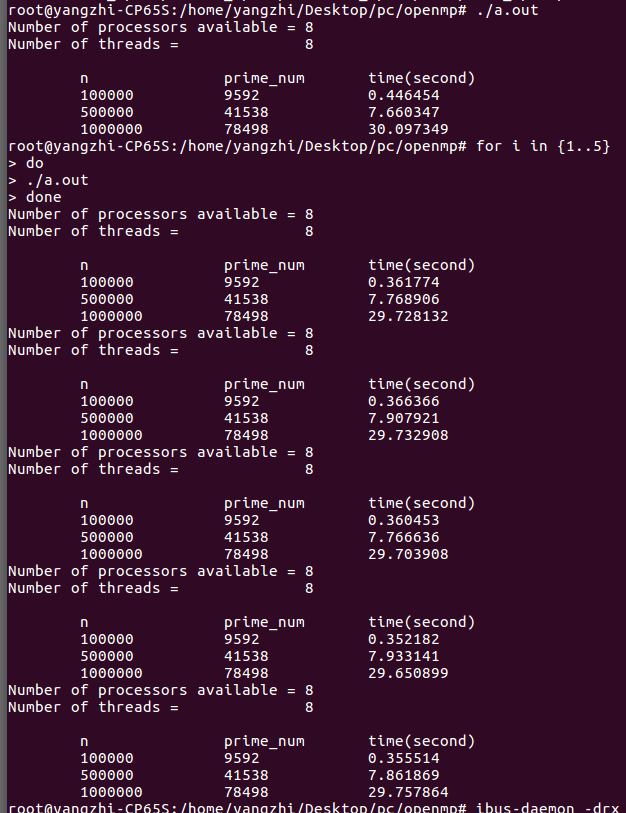 root@yangzhi-CP65S:/home/yangzhi/Desktop/pc/openmp# ./a.out
Number of processors available = 8
Number of threads =              8
        n               prime_num       time(second)
        100000          9592            0.446454
        500000          41538           7.660347
        1000000         78498           30.097349
root@yangzhi-CP65S:/home/yangzhi/Desktop/pc/openmp# for i in {1..5}
> do
> ./a.out
> done
Number of processors available = 8
Number of threads =              8
        n               prime_num       time(second)
        100000          9592            0.361774
        500000          41538           7.768906
        1000000         78498           29.728132
Number of processors available = 8
Number of threads =              8
        n               prime_num       time(second)
        100000          9592            0.366366
        500000          41538           7.907921
        1000000         78498           29.732908
Number of processors available = 8
Number of threads =              8
        n               prime_num       time(second)
        100000          9592            0.360453
        500000          41538           7.766636
        1000000         78498           29.703908
Number of processors available = 8
Number of threads =              8
        n               prime_num       time(second)
        100000          9592            0.352182
        500000          41538           7.933141
        1000000         78498           29.650899
Number of processors available = 8
Number of threads =              8
        n               prime_num       time(second)
        100000          9592            0.355514
        500000          41538           7.861869
        1000000         78498           29.757864
root@yangzhi-CP65S:/home/yangzhi/Desktop/pc/openmp# ibus-daemon -drx